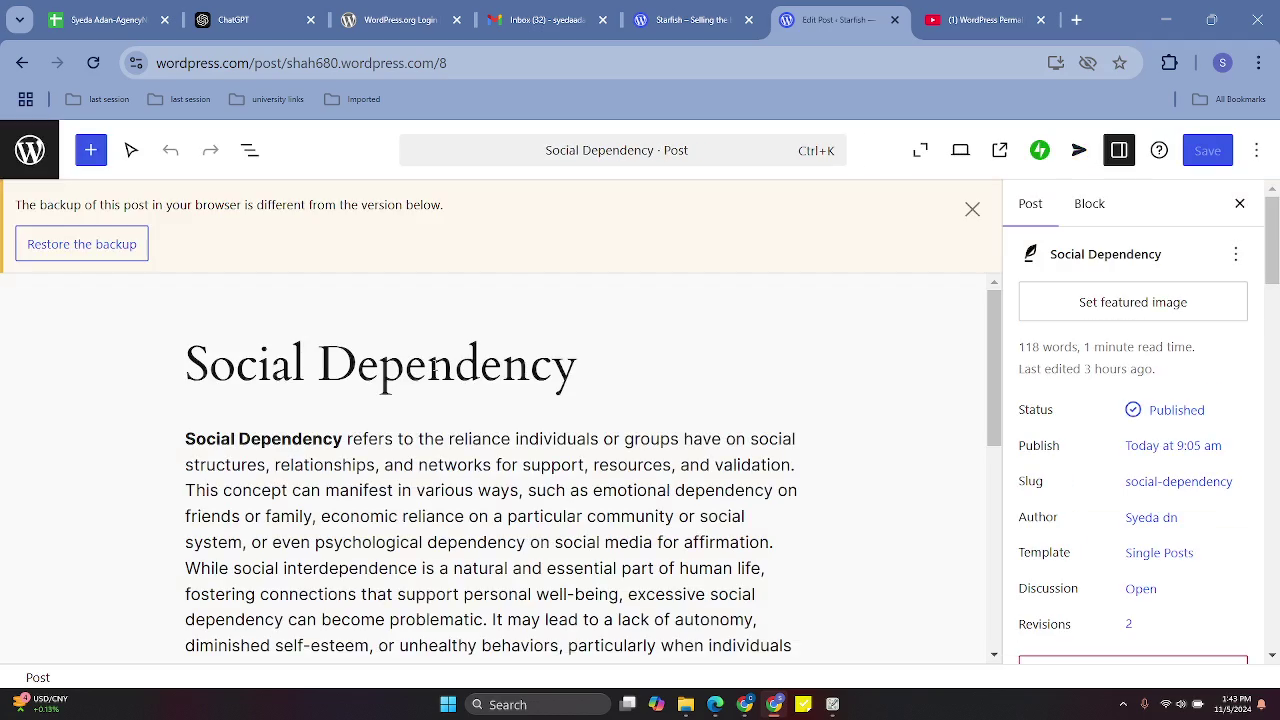 Syeda Adan-AgencyN
ChatGPT
WordPress.org Login
Inbox (32) - syedaada
Starfish – Selling the
Edit Post ‹ Starfish —
(1) WordPress Permal
wordpress.com/post/shah680.wordpress.com/8
S
last session
last session
university links
Imported
All Bookmarks
Social Dependency · Post
Ctrl+K
Save
The backup of this post in your browser is different from the version below.
Restore the backup
Post
Block
Social Dependency
Set featured image
118 words, 1 minute read time.
Last edited 3 hours ago.
Status
Published
Publish
Today at 9:05 am
Slug
social-dependency
Author
Syeda dn
Template
Single Posts
Discussion
Open
Revisions
2
Social Dependency
Social Dependency refers to the reliance individuals or groups have on social
structures, relationships, and networks for support, resources, and validation.
This concept can manifest in various ways, such as emotional dependency on
friends or family, economic reliance on a particular community or social
system, or even psychological dependency on social media for affirmation.
While social interdependence is a natural and essential part of human life,
fostering connections that support personal well-being, excessive social
dependency can become problematic. It may lead to a lack of autonomy,
diminished self-esteem, or unhealthy behaviors, particularly when individuals
Post
USD/CNY
-0.13%
Search
1:43 PM
11/5/2024